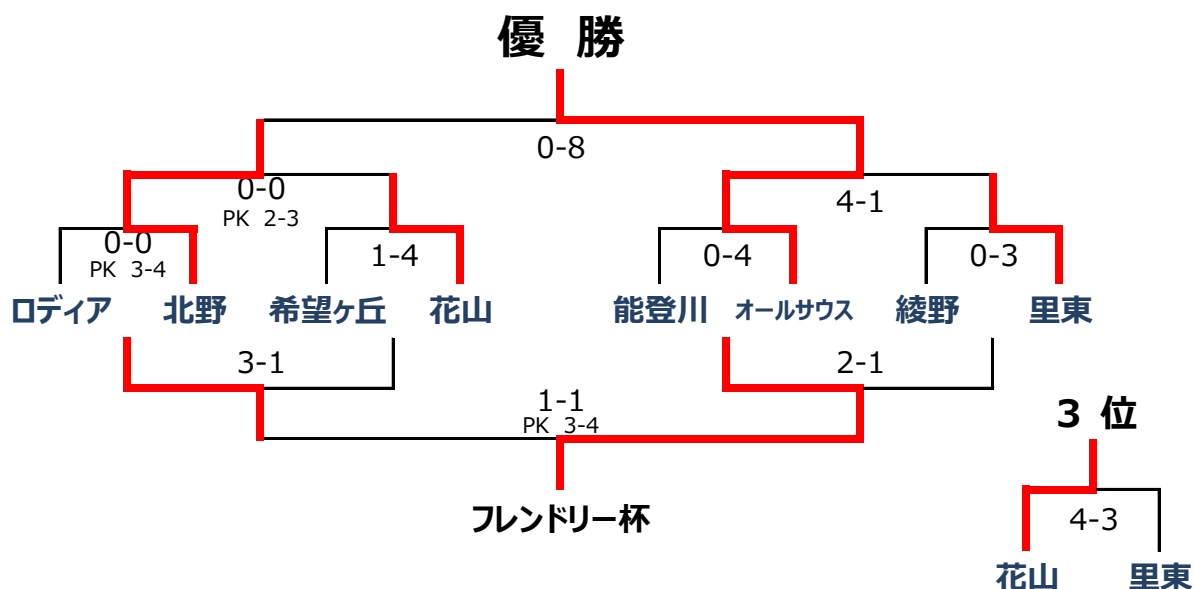 優 勝
0-8
0-0
PK 2-3
4-1
0-0
PK 3-4
1-4
0-4
0-3
ロディア 北野 希望ヶ丘 花山 能登川 オールサウス 綾野 里東
3-1
2-1
1-1
PK 3-4
3 位
フレンドリー杯
4-3
花山 里東